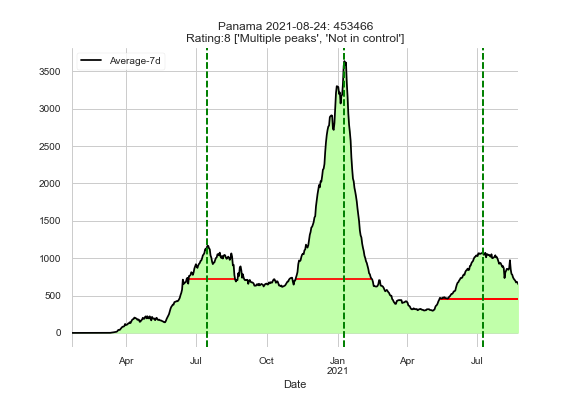 Panama 2021-08-24: 453466
Rating:8 ['Multiple peaks', 'Not in control']
Average-7d
3500
3000
2500
2000
1500
1000
500
0
Apr Jul Oct Jan Apr Jul
2021
Date